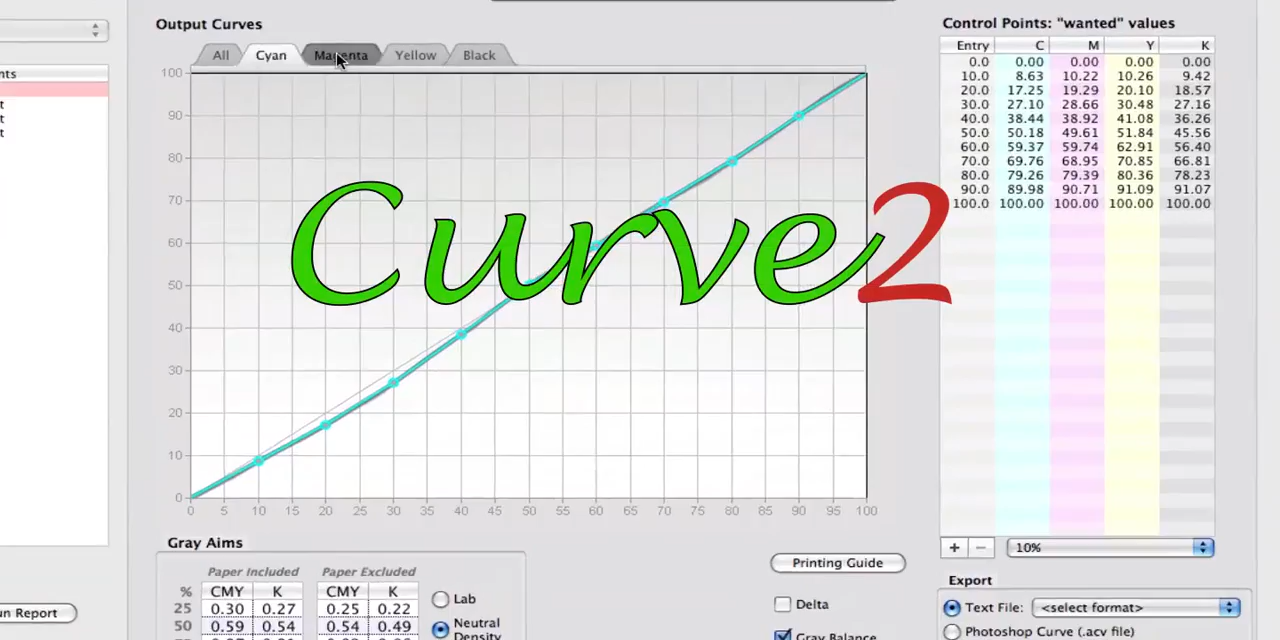 Output Curves
All Cyan Magenta Yellow Black
100
90
80
70
60
50
40
30
20
10
0
0 5 10 15 20 25 30 35 40 45 50 55 60 65 70 75 80 85 90 95 100
Curve2
Control Points: "wanted" values
Entry C M Y K
0.0 0.00 0.00 0.00 0.00
10.0 8.63 10.22 10.26 9.42
20.0 17.25 19.29 20.10 18.57
30.0 27.10 28.66 30.48 27.16
40.0 38.44 38.92 41.08 36.26
50.0 50.18 49.61 51.84 45.56
60.0 59.37 59.74 62.91 56.40
70.0 69.76 68.95 70.85 66.81
80.0 79.26 79.39 80.36 78.23
90.0 89.98 90.71 91.09 91.07
100.0 100.00 100.00 100.00 100.00
+ − 10%
Gray Aims
Paper Included Paper Excluded
% CMY K CMY K
25 0.30 0.27 0.25 0.22
50 0.59 0.54 0.54 0.49
Lab
Neutral
Density
Printing Guide
Delta
Gray Balance
Export
Text File: <select format>
Photoshop Curve (.acv file)
nts
t
t
t
n Report